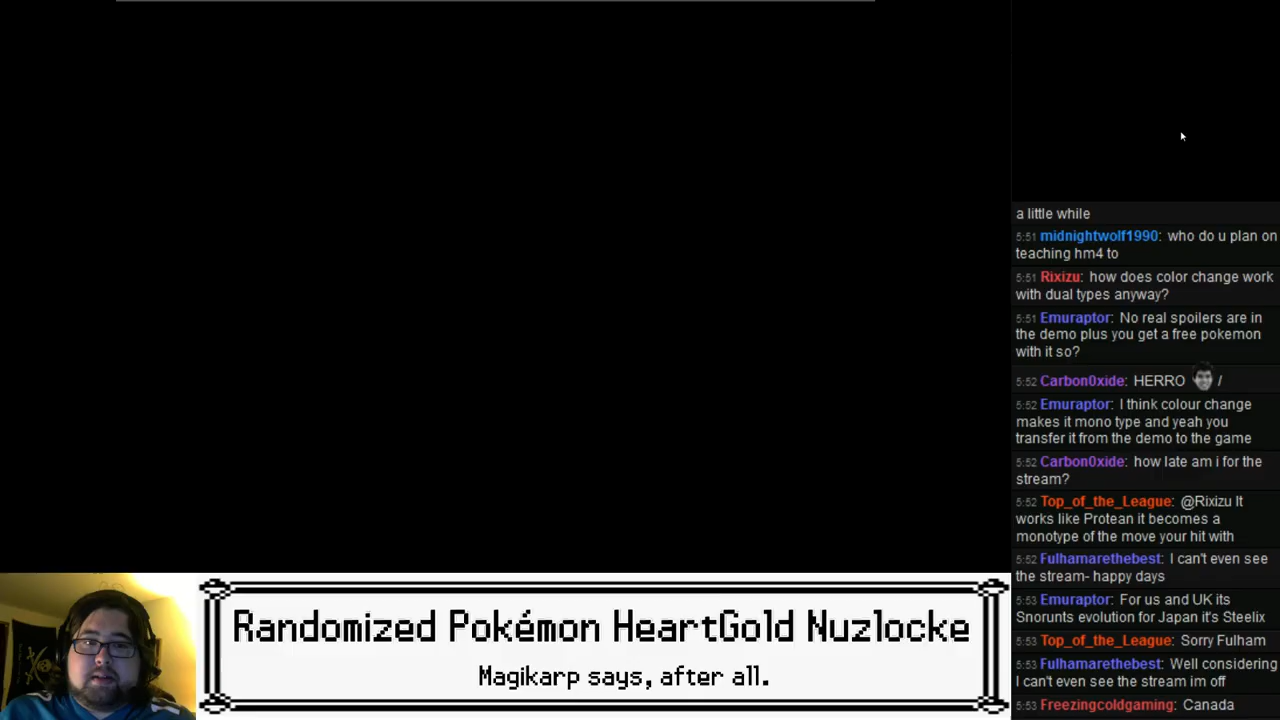 a little while
5:51 midnightwolf1990: who do u plan on
teaching hm4 to
5:51 Rixizu: how does color change work
with dual types anyway?
5:51 Emuraptor: No real spoilers are in
the demo plus you get a free pokemon
with it so?
5:52 Carbon0xide: HERRO /
5:52 Emuraptor: I think colour change
makes it mono type and yeah you
transfer it from the demo to the game
5:52 Carbon0xide: how late am i for the
stream?
5:52 Top_of_the_League: @Rixizu It
works like Protean it becomes a
monotype of the move your hit with
5:52 Fulhamarethebest: I can't even see
the stream- happy days
5:53 Emuraptor: For us and UK its
Snorunts evolution for Japan it's Steelix
5:53 Top_of_the_League: Sorry Fulham
5:53 Fulhamarethebest: Well considering
I can't even see the stream im off
5:53 Freezingcoldgaming: Canada
Randomized Pokémon HeartGold Nuzlocke
Magikarp says, after all.